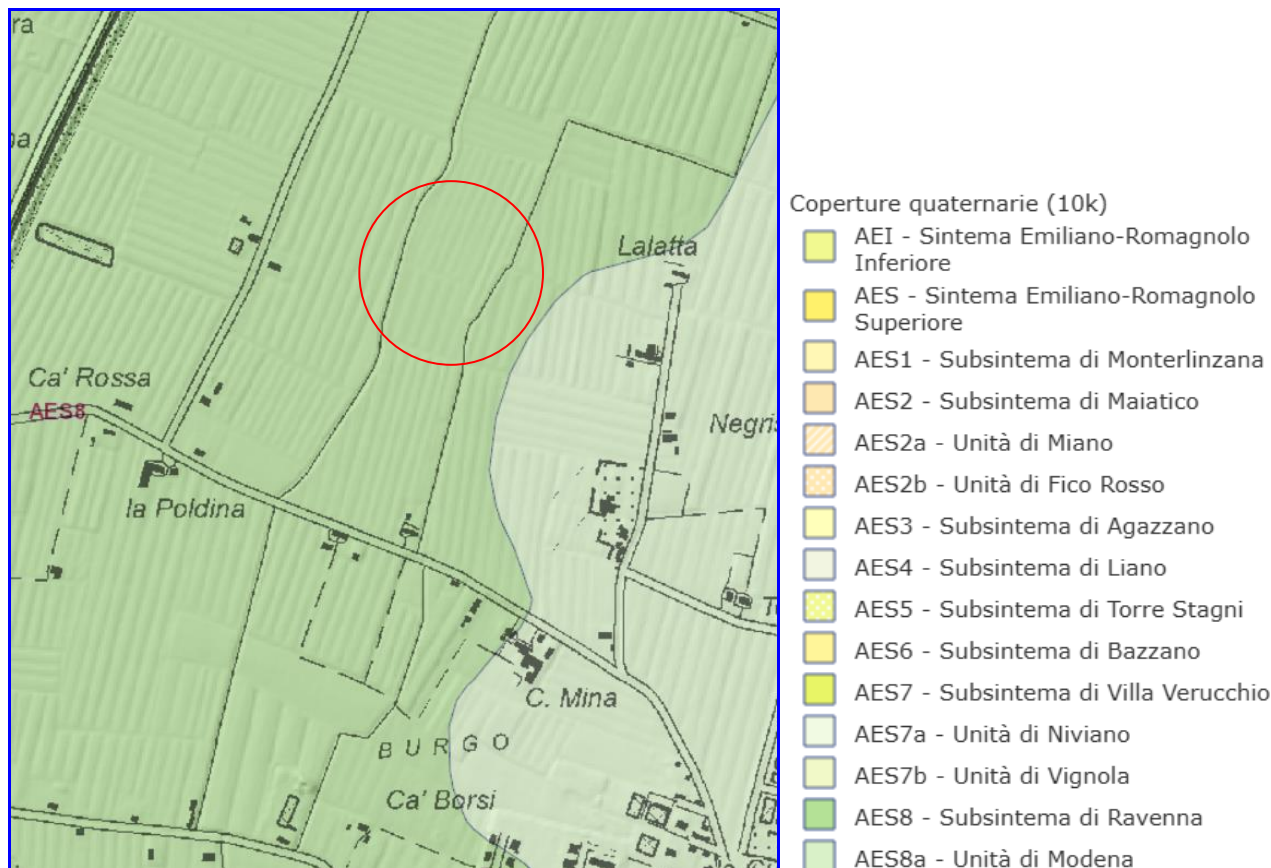 ra
na
Lalatta
Ca' Rossa
AES8
Negris
la Poldina
C. Mina
BURGO
Ca' Borsi
Coperture quaternarie (10k)
AEI - Sintema Emiliano-Romagnolo
Inferiore
AES - Sintema Emiliano-Romagnolo
Superiore
AES1 - Subsintema di Monterlinzana
AES2 - Subsintema di Maiatico
AES2a - Unità di Miano
AES2b - Unità di Fico Rosso
AES3 - Subsintema di Agazzano
AES4 - Subsintema di Liano
AES5 - Subsintema di Torre Stagni
AES6 - Subsintema di Bazzano
AES7 - Subsintema di Villa Verucchio
AES7a - Unità di Niviano
AES7b - Unità di Vignola
AES8 - Subsintema di Ravenna
AES8a - Unità di Modena